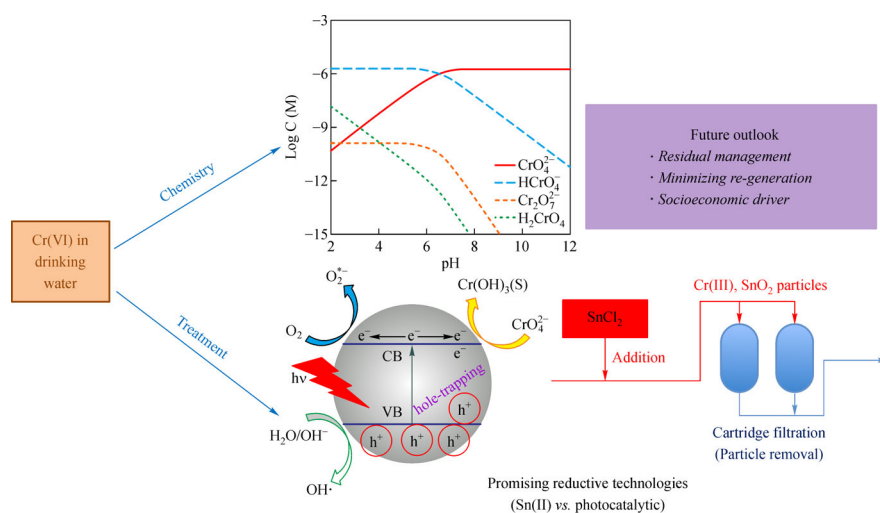 Cr(VI) in
drinking
water
Chemistry
Treatment
Log C (M)
-3
-6
-9
-12
-15
2
4
6
8
10
12
pH
CrO₄²⁻
HCrO₄⁻
Cr₂O₇²⁻
H₂CrO₄
Future outlook
· Residual management
· Minimizing re-generation
· Socioeconomic driver
O₂*⁻
O₂
hν
H₂O/OH⁻
OH·
e⁻ e⁻ e⁻
CB e⁻
hole-trapping
VB h⁺
h⁺ h⁺ h⁺
Cr(OH)₃(S)
CrO₄²⁻
SnCl₂
Addition
Cr(III), SnO₂ particles
Cartridge filtration
(Particle removal)
Promising reductive technologies
(Sn(II) vs. photocatalytic)